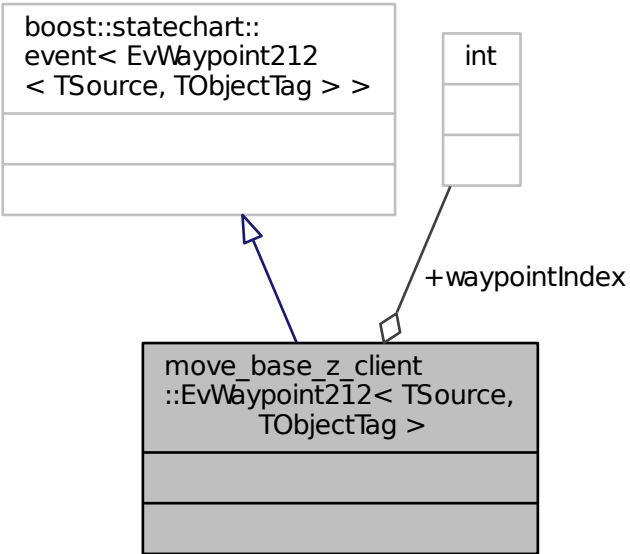 boost::statechart::
event< EvWaypoint212
< TSource, TObjectTag > >
int
+waypointIndex
move_base_z_client
::EvWaypoint212< TSource,
TObjectTag >